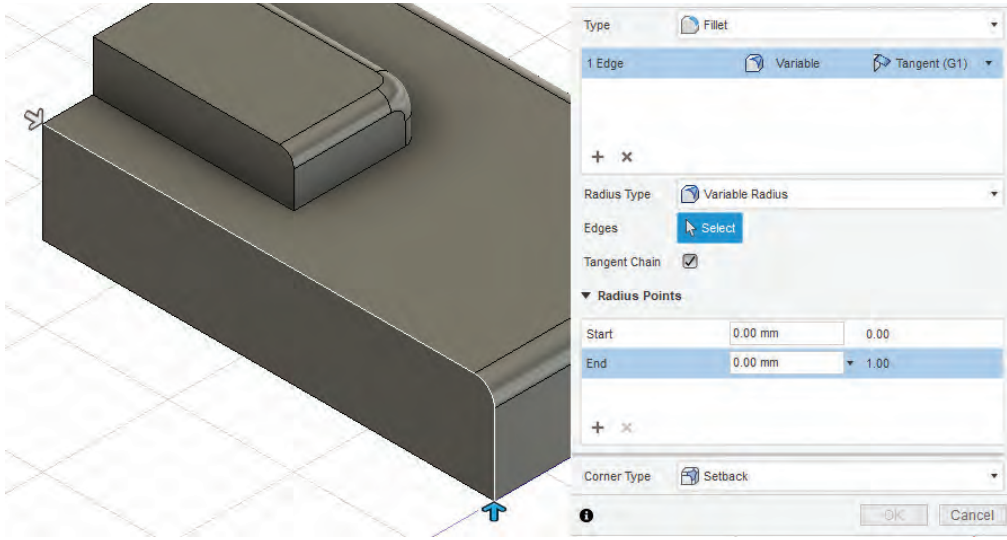 Type Fillet
1 Edge Variable Tangent (G1)
Radius Type Variable Radius
Edges Select
Tangent Chain
Radius Points
Start 0.00 mm 0.00
End 0.00 mm 1.00
Corner Type Setback
OK Cancel